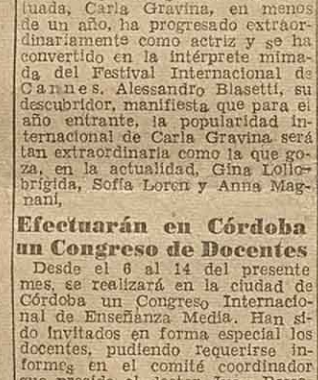 tuada, Carla Gravina, en menos
de un año, ha progresado extraor-
dinariamente como actriz y se ha
convertido en la intérprete mima-
da del Festival Internacional de
Cannes. Alessandro Blasetti, su
descubridor, manifiesta que para el
año entrante, la popularidad in-
ternacional de Carla Gravina será
tan extraordinaria como la que go-
za, en la actualidad, Gina Lollo-
brígida, Sofía Loren y Anna Mag-
nani,
Efectuarán en Córdoba
un Congreso de Docentes
Desde el 6 al 14 del presente
mes, se realizará en la ciudad de
Córdoba un Congreso Internacio-
nal de Enseñanza Media. Han si-
do invitados en forma especial los
docentes, pudiendo requerirse in-
formes en el comité coordinador